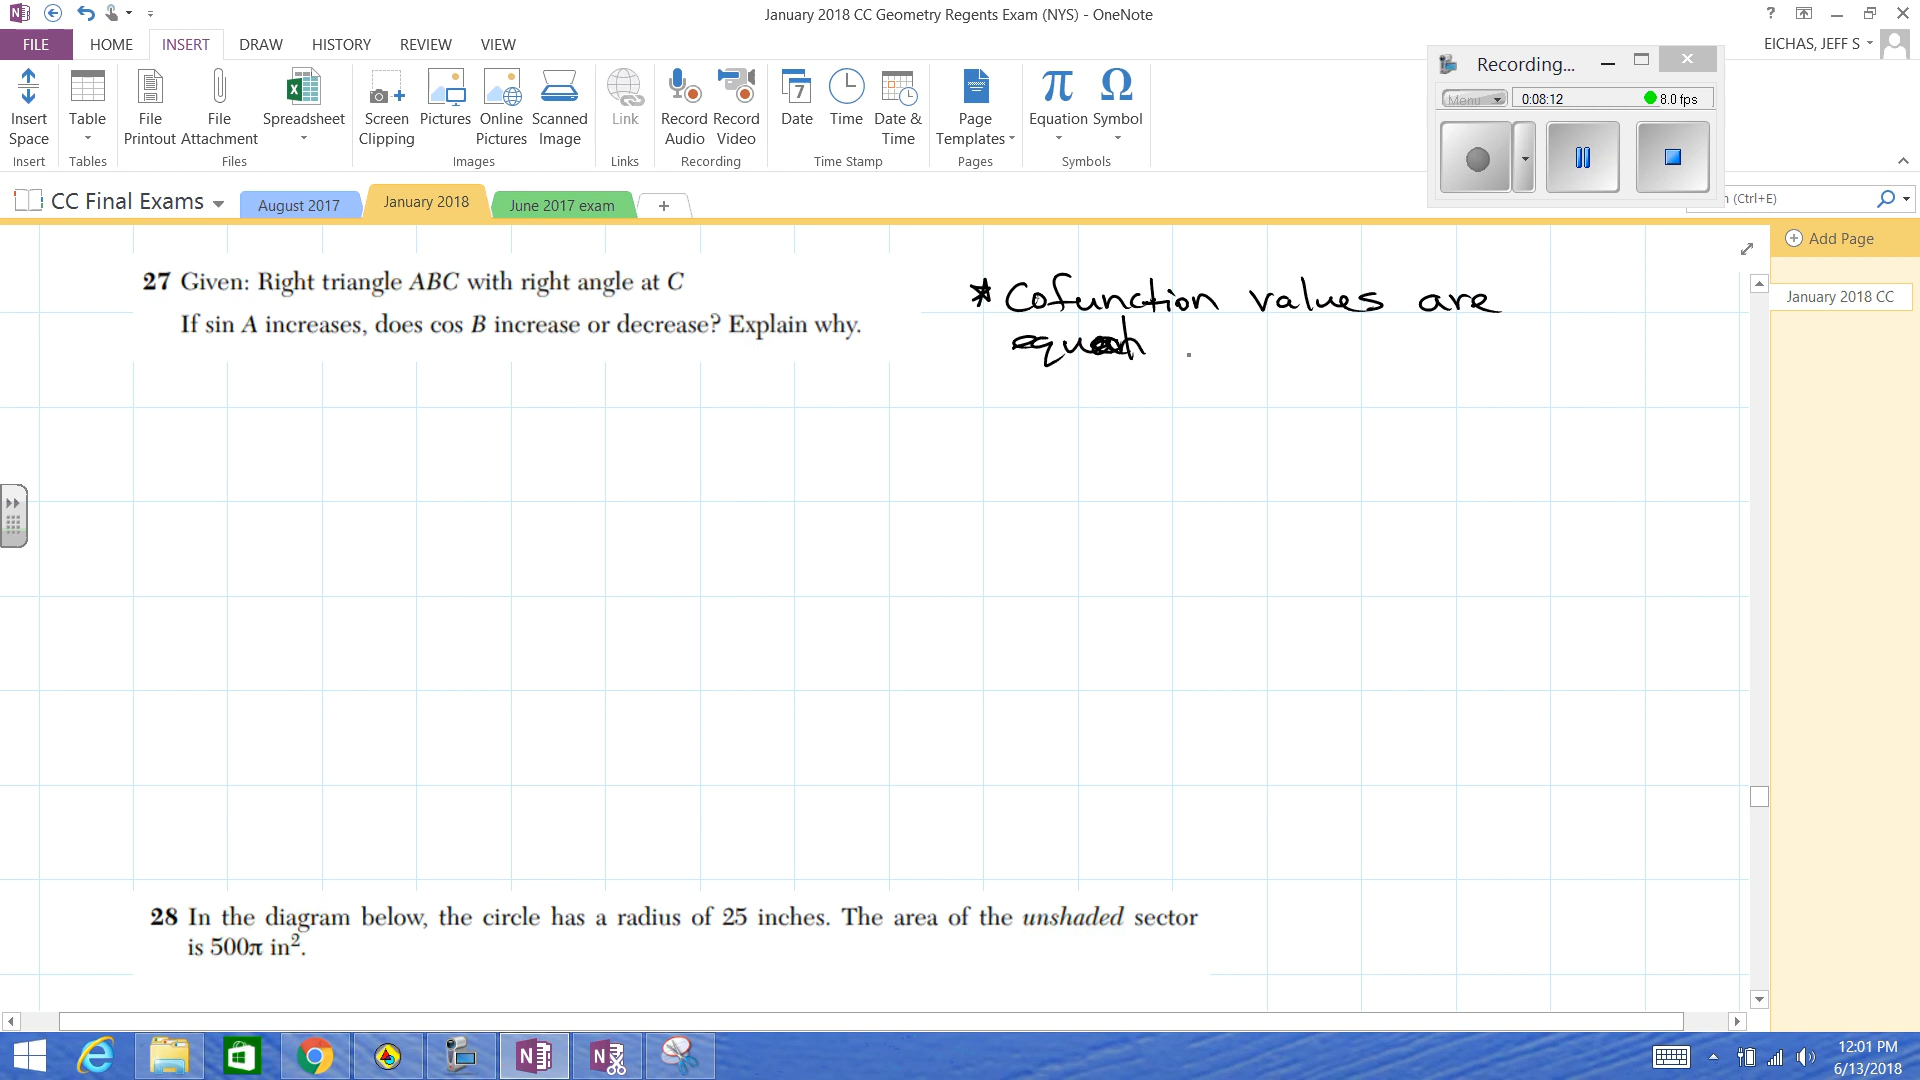 January 2018 CC Geometry Regents Exam (NYS) - OneNote
?
FILE HOME INSERT DRAW HISTORY REVIEW VIEW
EICHAS, JEFF S
Insert Space
Table
File Printout
File Attachment
Spreadsheet
Screen Clipping
Pictures
Online Pictures
Scanned Image
Link
Record Audio
Record Video
Date
Time
Date & Time
Page Templates
π Equation
Ω Symbol
Insert Tables Files Images Links Recording Time Stamp Pages Symbols
Recording...
Menu 0:08:12 8.0 fps
CC Final Exams August 2017 January 2018 June 2017 exam +
(Ctrl+E)
Add Page
January 2018 CC
27 Given: Right triangle ABC with right angle at C
If sin A increases, does cos B increase or decrease? Explain why.
* Cofunction values are
28 In the diagram below, the circle has a radius of 25 inches. The area of the unshaded sector
is 500π in².
12:01 PM
6/13/2018